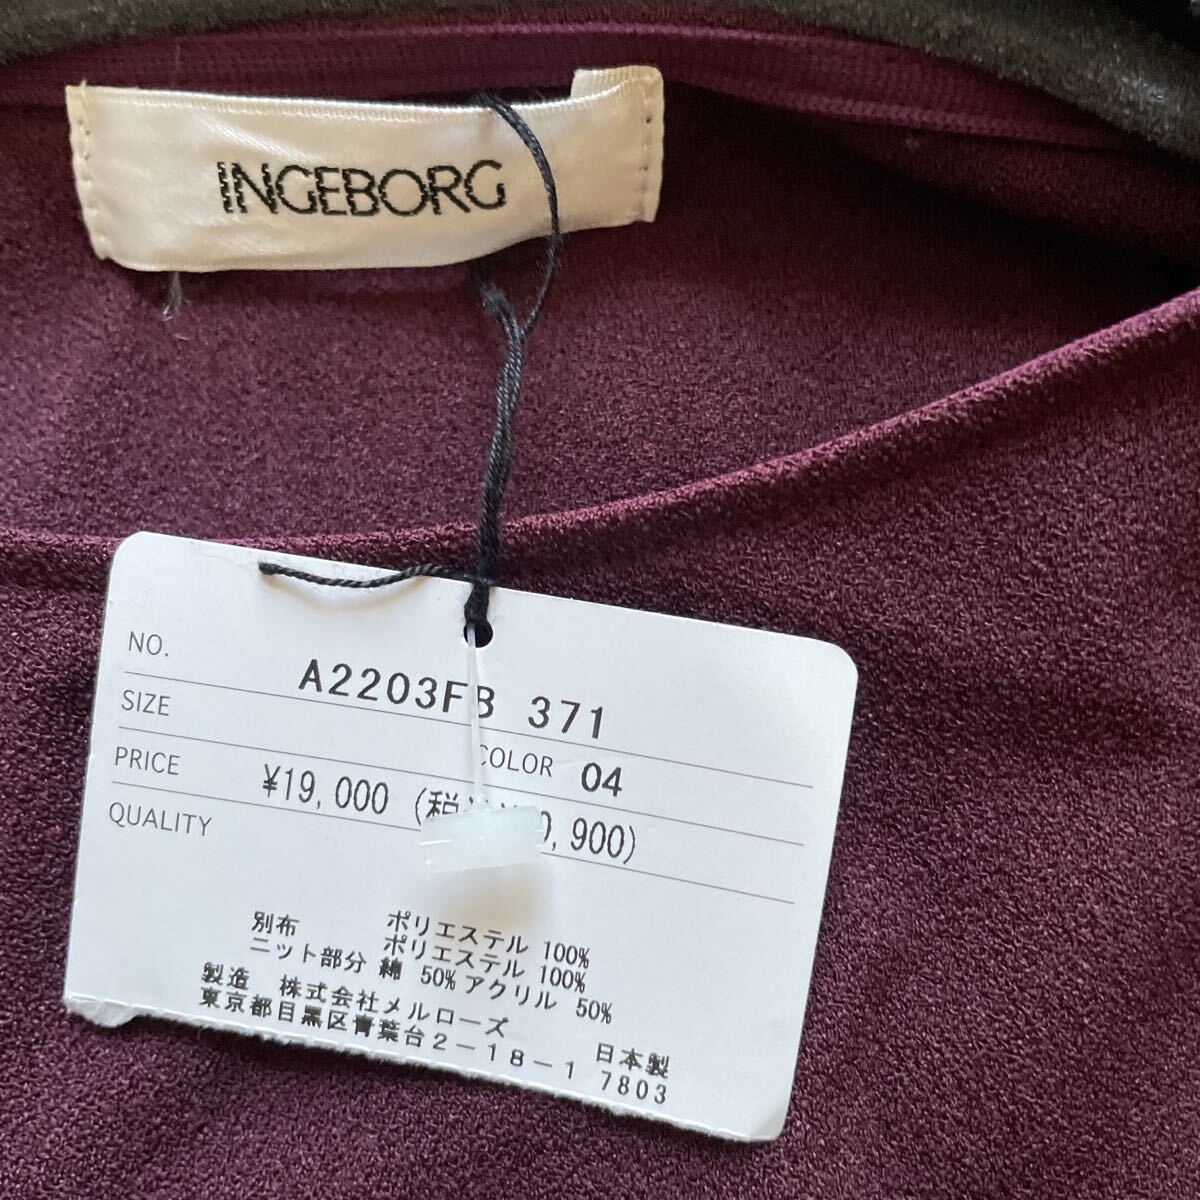 INGEBORG
NO. A2203FB 371
SIZE COLOR 04
PRICE ¥19,000 (税 0,900)
QUALITY
ポリエステル 100%
別布 ポリエステル 100%
ニット部分 綿 50% アクリル 50%
製造 株式会社メルローズ
東京都目黒区青葉台2-18-1
日本製
7803